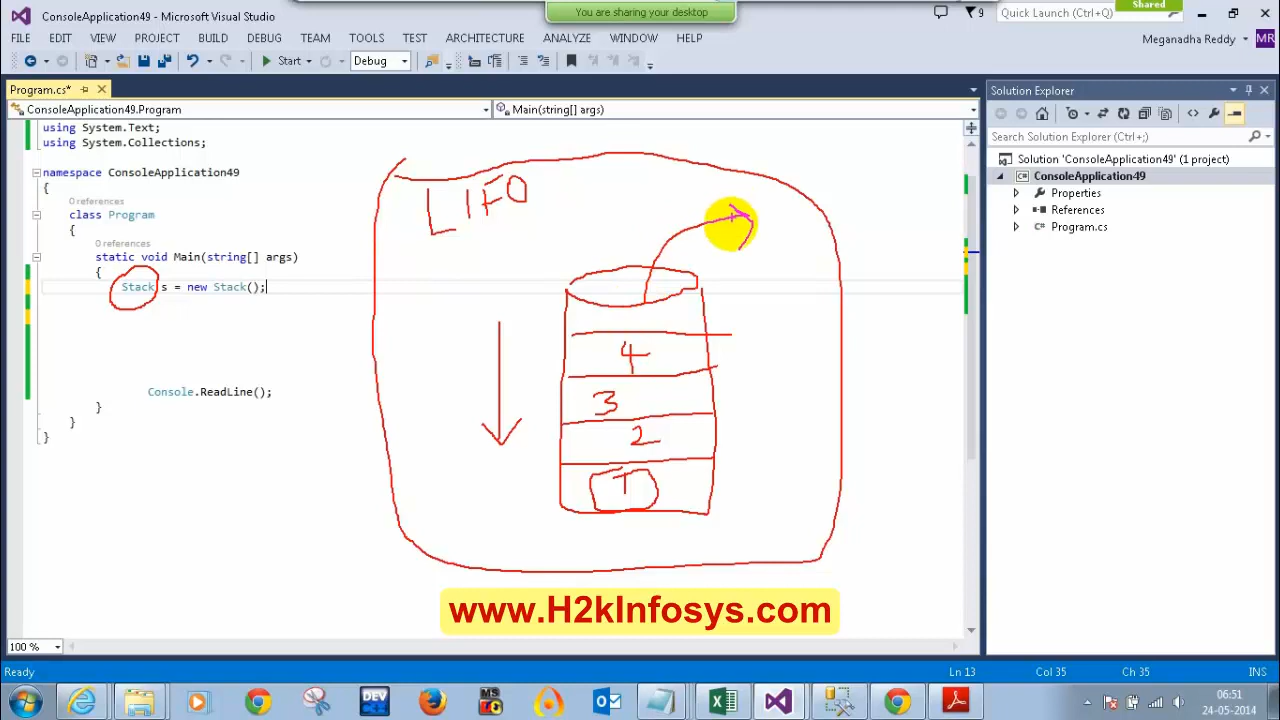 ConsoleApplication49 - Microsoft Visual Studio
You are sharing your desktop
Shared
9
Quick Launch (Ctrl+Q)
FILE EDIT VIEW PROJECT BUILD DEBUG TEAM TOOLS TEST ARCHITECTURE ANALYZE WINDOW HELP
Meganadha Reddy MR
Start Debug
Program.cs*
Solution Explorer
ConsoleApplication49.Program
Main(string[] args)
Search Solution Explorer (Ctrl+;)
using System.Text;
using System.Collections;
namespace ConsoleApplication49
{
0 references
class Program
{
0 references
static void Main(string[] args)
{
Stack s = new Stack();
Console.ReadLine();
}
}
}
LIFO
4
3
2
1
Solution 'ConsoleApplication49' (1 project)
ConsoleApplication49
Properties
References
Program.cs
www.H2kInfosys.com
100 %
Ready
Ln 13 Col 35 Ch 35 INS
DEV
MS
06:51
24-05-2014